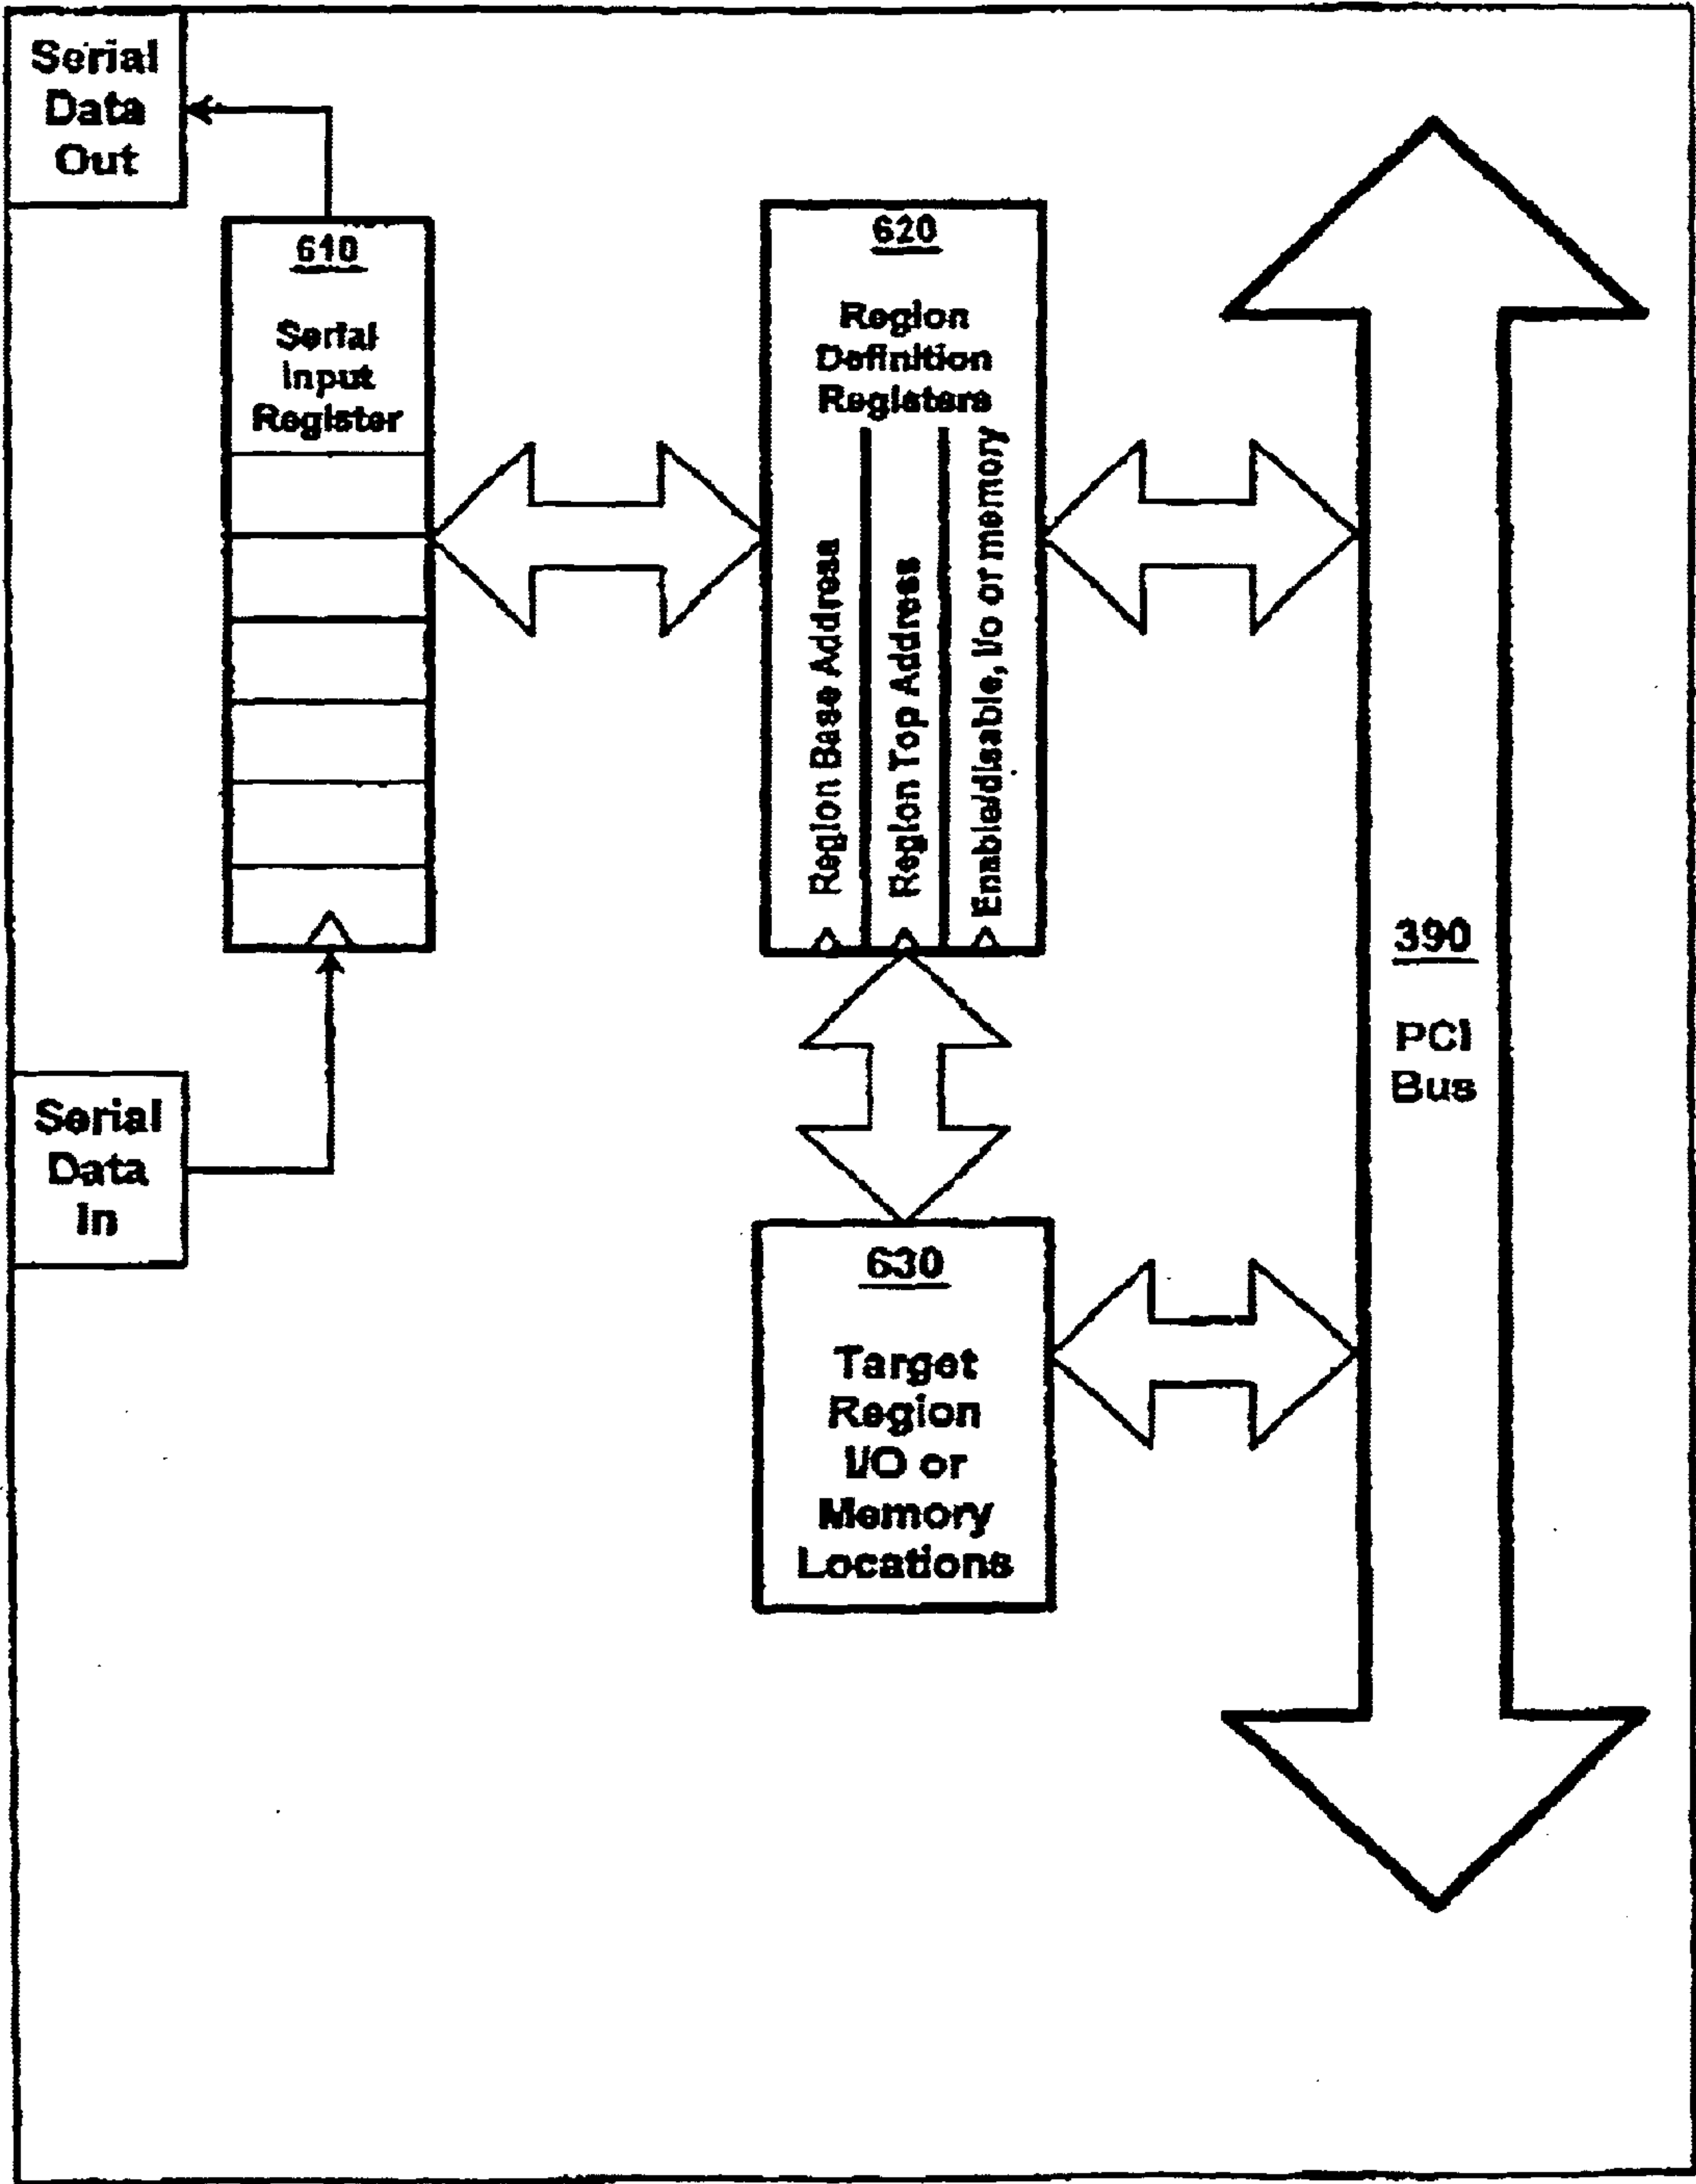 Serial
Data
Out
610
Serial
Input
Register
620
Region
Definition
Registers
Region Base Address
Region Top Address
Enable/disable, I/o or memory
390
PCI
Bus
Serial
Data
In
630
Target
Region
I/O or
Memory
Locations